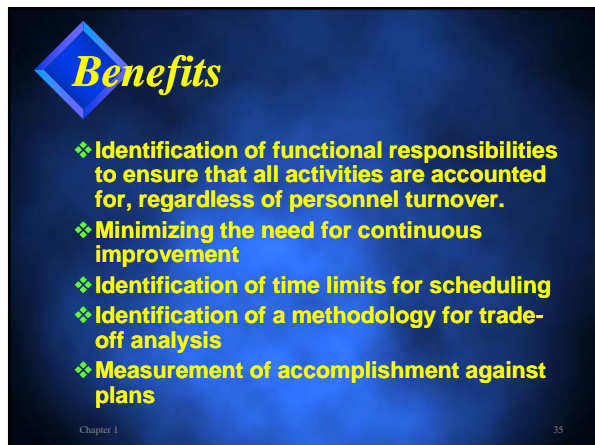 Benefits
❖Identification of functional responsibilities
to ensure that all activities are accounted
for, regardless of personnel turnover.
❖Minimizing the need for continuous
improvement
❖Identification of time limits for scheduling
❖Identification of a methodology for trade-
off analysis
❖Measurement of accomplishment against
plans
Chapter 1 35